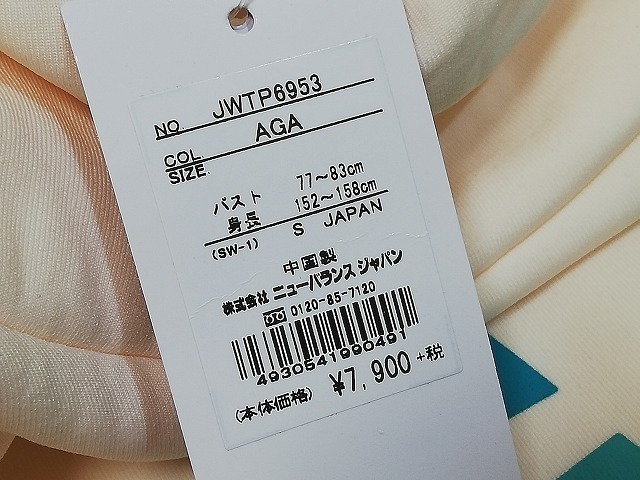 NO. JWTP6953
COL. AGA
SIZE.
バスト 77～83cm
身長 152～158cm
(SW-1) S JAPAN
中国製
株式会社 ニューバランス ジャパン
0120-85-7120
4930541990491
(本体価格) ¥7,900 +税